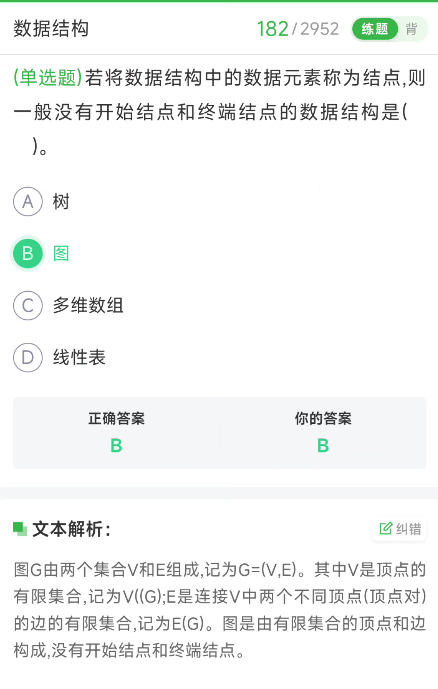 数据结构
182/2952
练题
背
(单选题)若将数据结构中的数据元素称为结点,则
一般没有开始结点和终端结点的数据结构是(
)。
A 树
B 图
C 多维数组
D 线性表
正确答案
你的答案
B
B
文本解析：
纠错
图G由两个集合V和E组成,记为G=(V,E)。其中V是顶点的
有限集合,记为V((G);E是连接V中两个不同顶点(顶点对)
的边的有限集合,记为E(G)。图是由有限集合的顶点和边
构成,没有开始结点和终端结点。